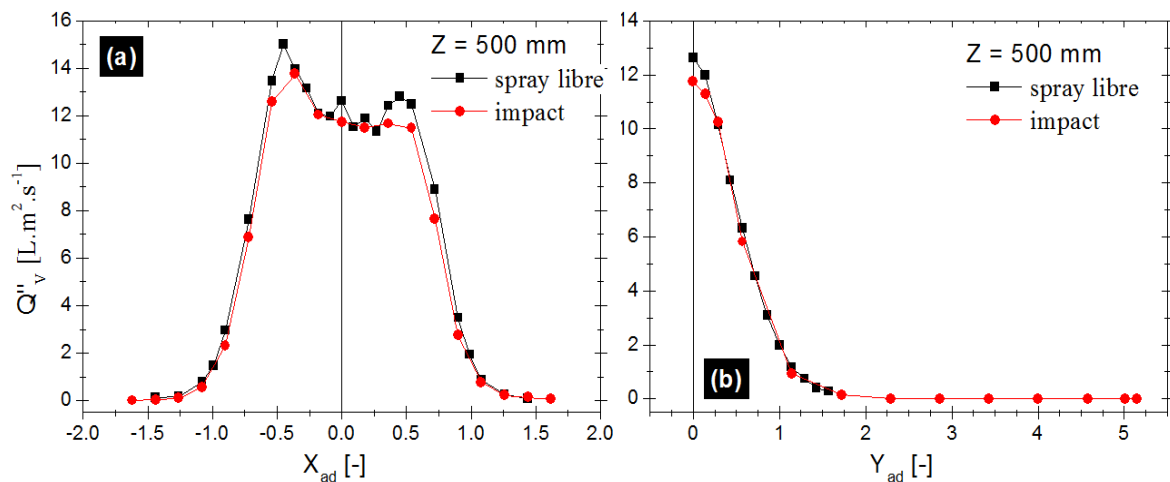 (a)
Z = 500 mm
spray libre
impact
Q"v [L.m².s⁻¹]
16
14
12
10
8
6
4
2
0
-2.0 -1.5 -1.0 -0.5 0.0 0.5 1.0 1.5 2.0
X_ad [-]
Z = 500 mm
spray libre
impact
(b)
14
12
10
8
6
4
2
0
0 1 2 3 4 5
Y_ad [-]